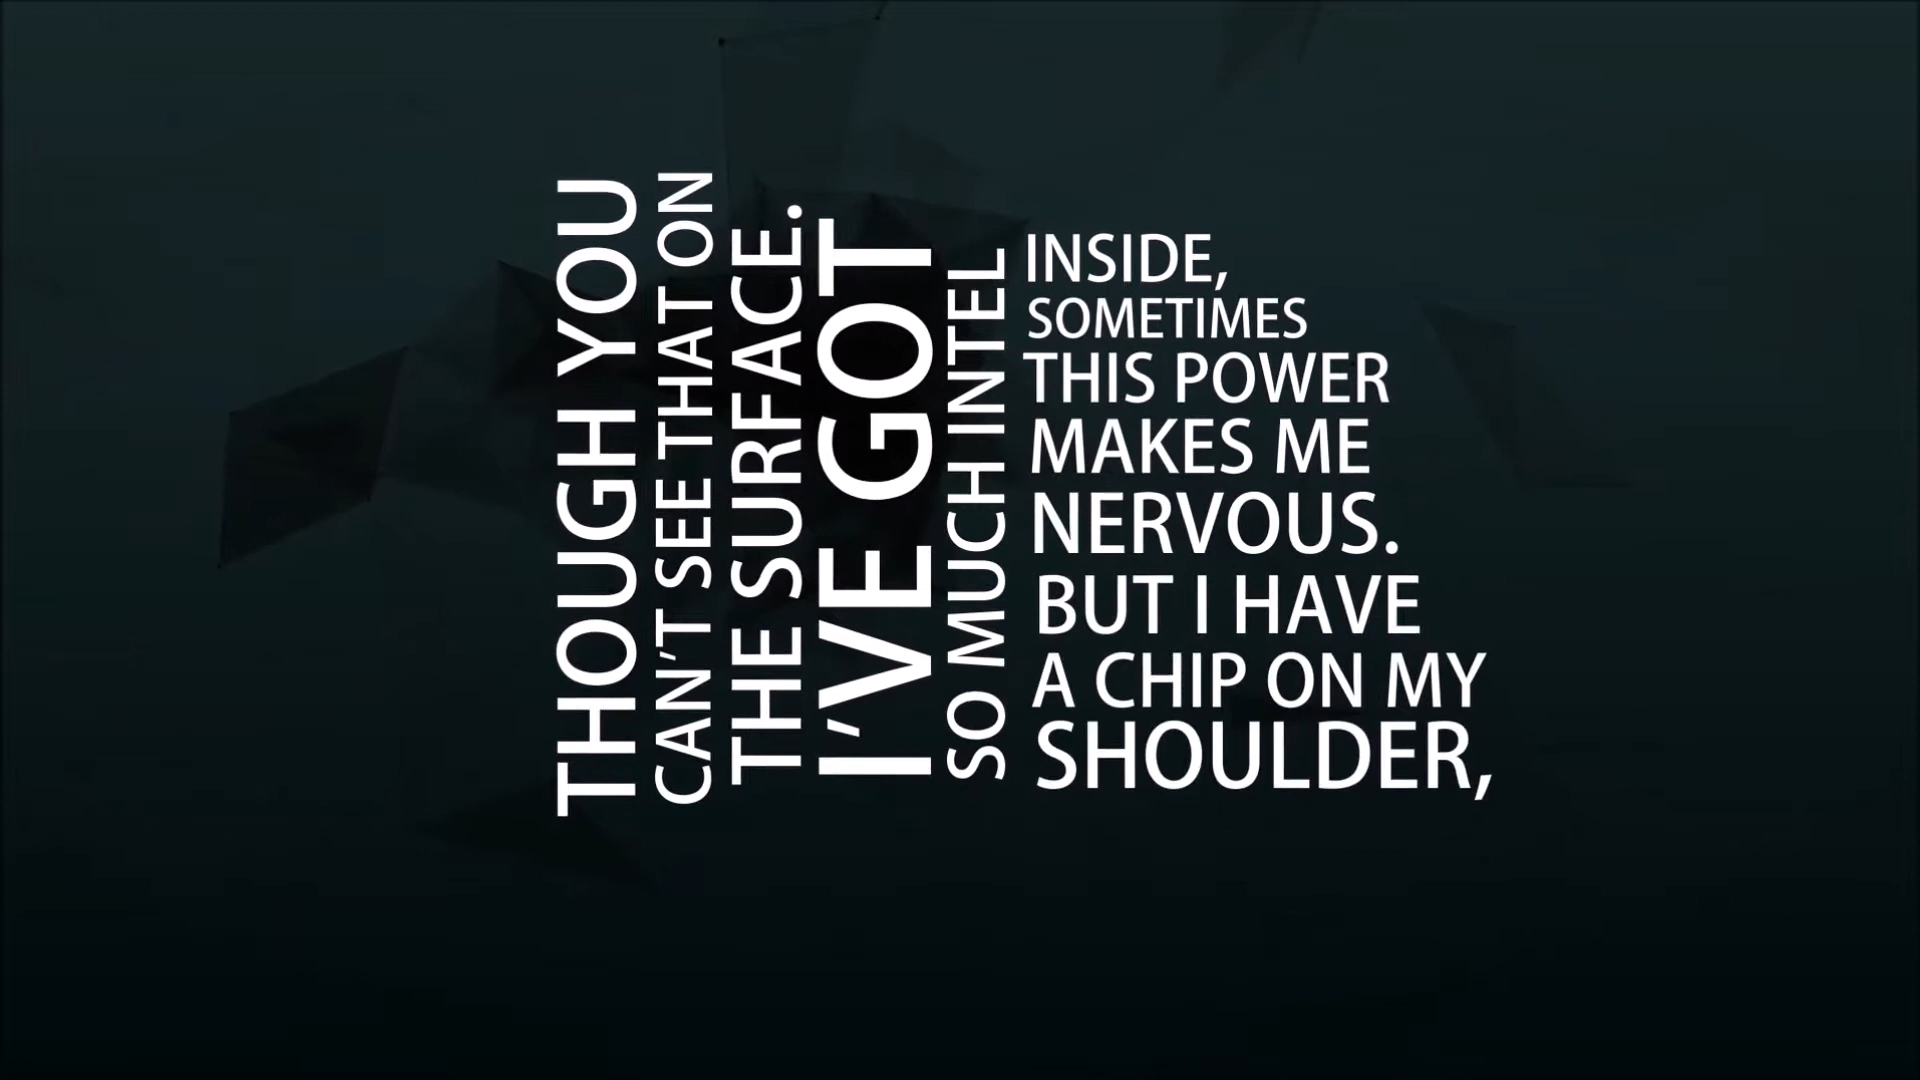 THOUGH YOU
CAN'T SEE THAT ON
THE SURFACE.
I'VE GOT
SO MUCH INTEL
INSIDE,
SOMETIMES
THIS POWER
MAKES ME
NERVOUS.
BUT I HAVE
A CHIP ON MY
SHOULDER,